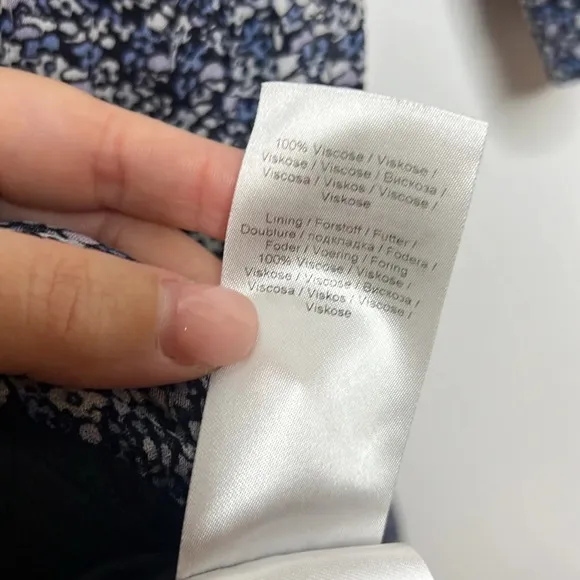 100% Viscose / Viskose /
Viskose / Viscose / Вискоза /
Viscosa / Viskos / Viscose /
Viskose
Lining / Forstoff / Futter /
Doublure / подкладка / Fodera /
Foder / Voering / Foring
100% Viscose / Viskose /
Viskose / Viscose / Вискоза /
Viscosa / Viskos / Viscose /
Viskose